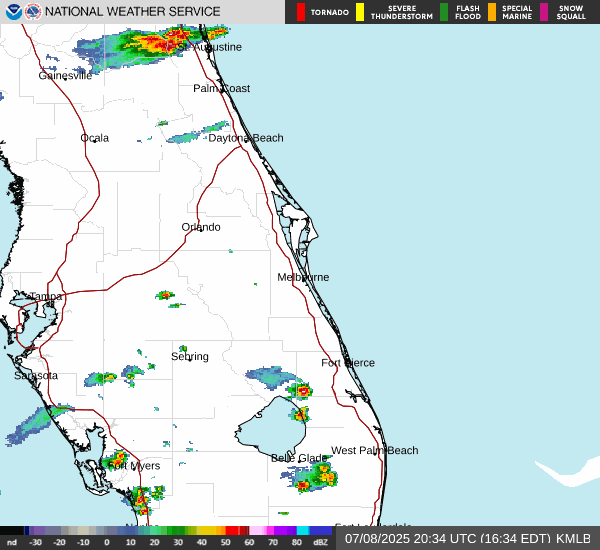 NATIONAL WEATHER SERVICE
TORNADO
SEVERE THUNDERSTORM
FLASH FLOOD
SPECIAL MARINE
SNOW SQUALL
St. Augustine
Gainesville
Palm Coast
Ocala
Daytona Beach
Orlando
Melbourne
Tampa
Sebring
Fort Pierce
Sarasota
West Palm Beach
Belle Glade
Fort Myers
nd -30 -20 -10 0 10 20 30 40 50 60 70 80 dBZ
07/08/2025 20:34 UTC (16:34 EDT) KMLB